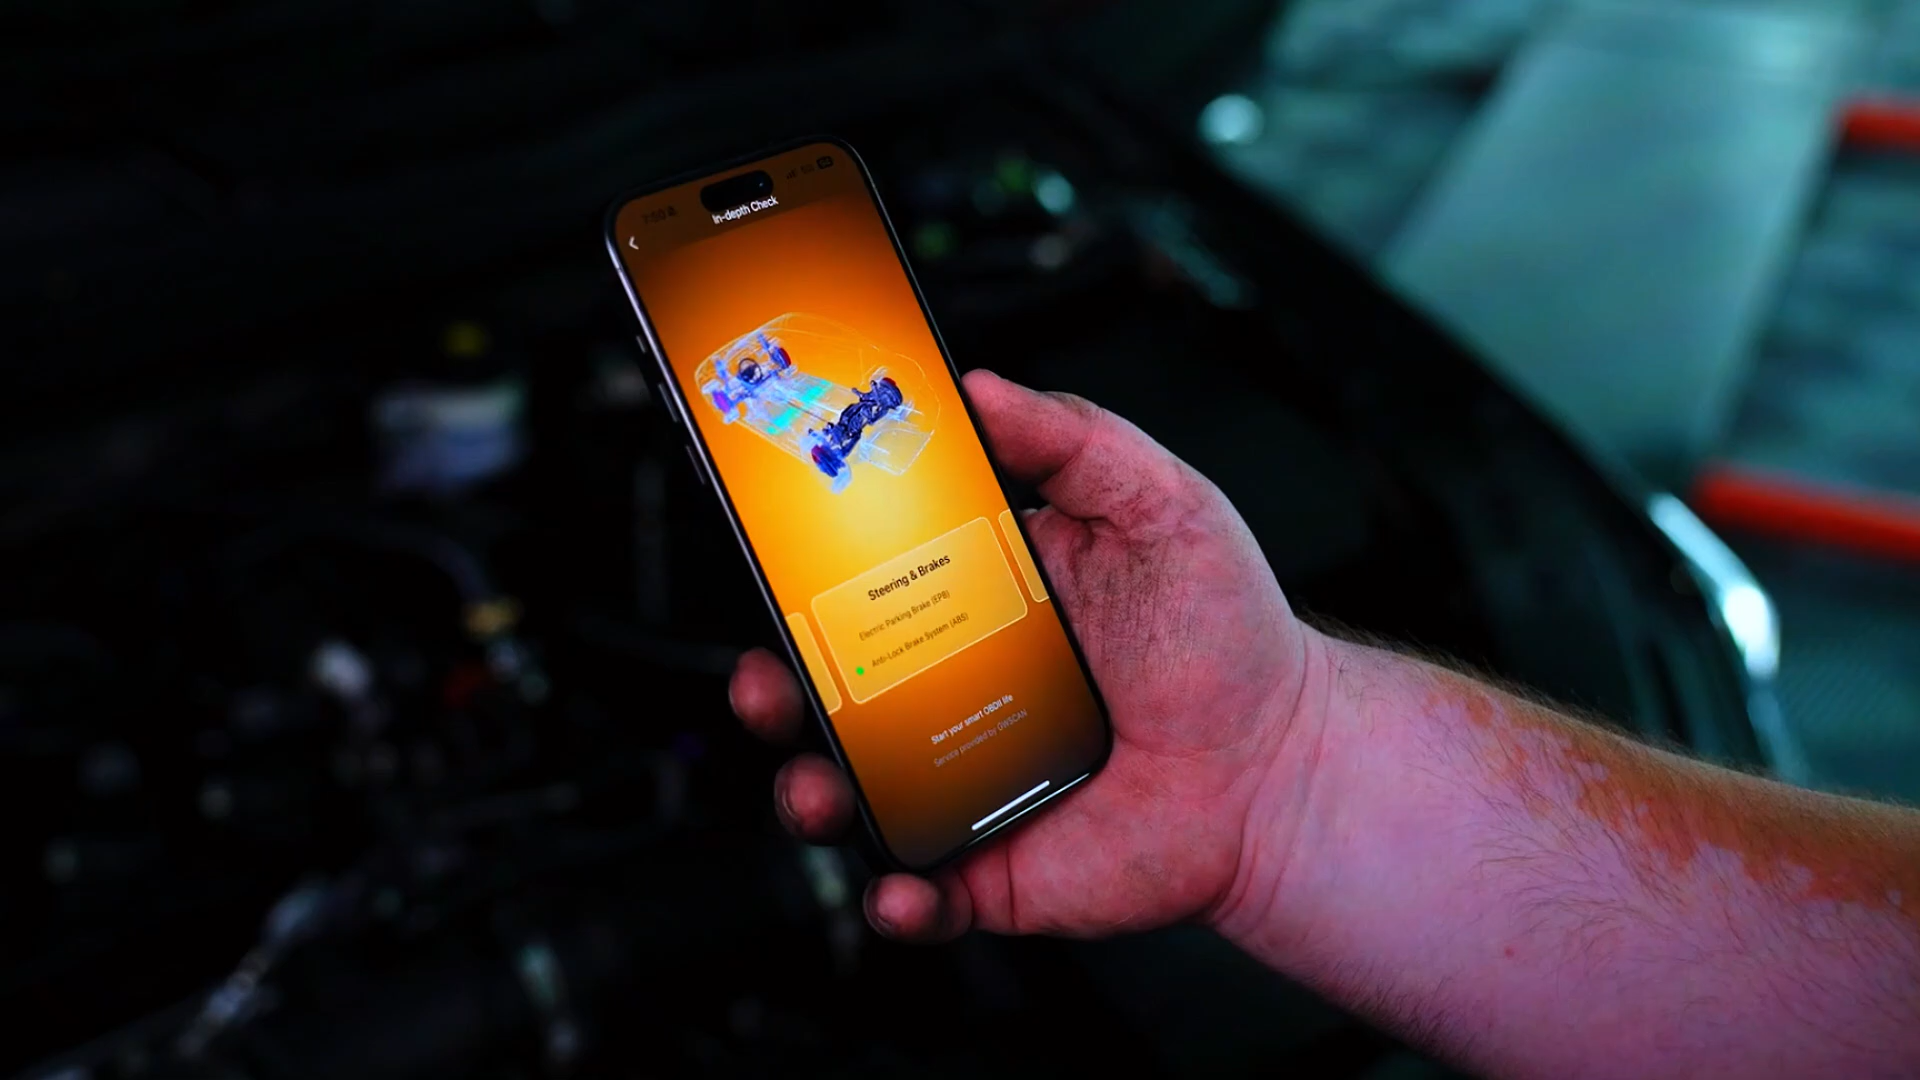 In-depth Check
Steering & Brakes
Electric Parking Brake (EPB)
Anti-Lock Brake System (ABS)
Start your smart OBDII life
Service provided by GWSCAN